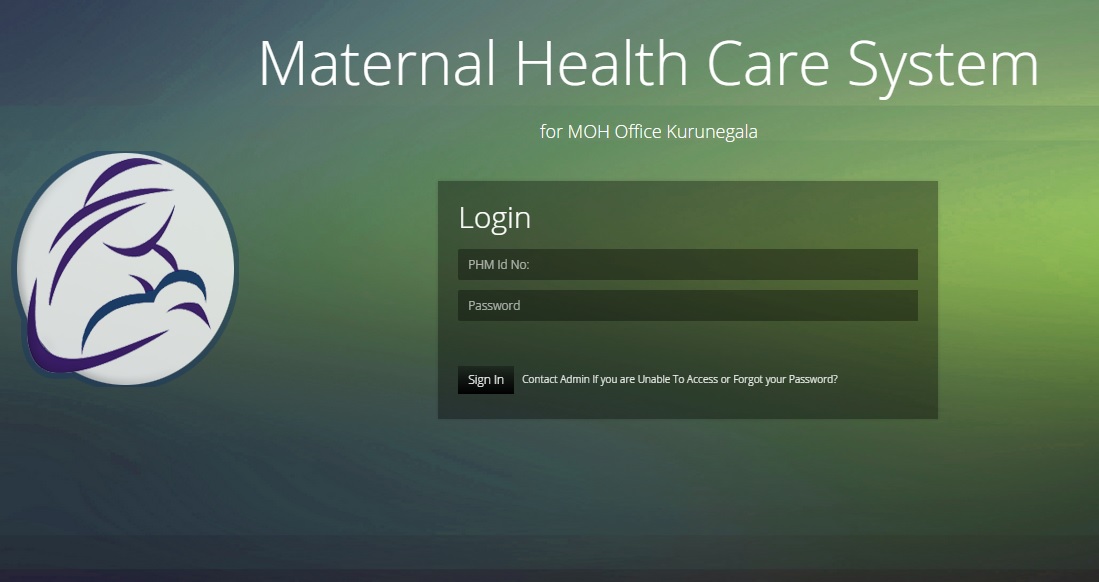 Maternal Health Care System
for MOH Office Kurunegala
Login
PHM Id No:
Password
Sign In Contact Admin If you are Unable To Access or Forgot your Password?